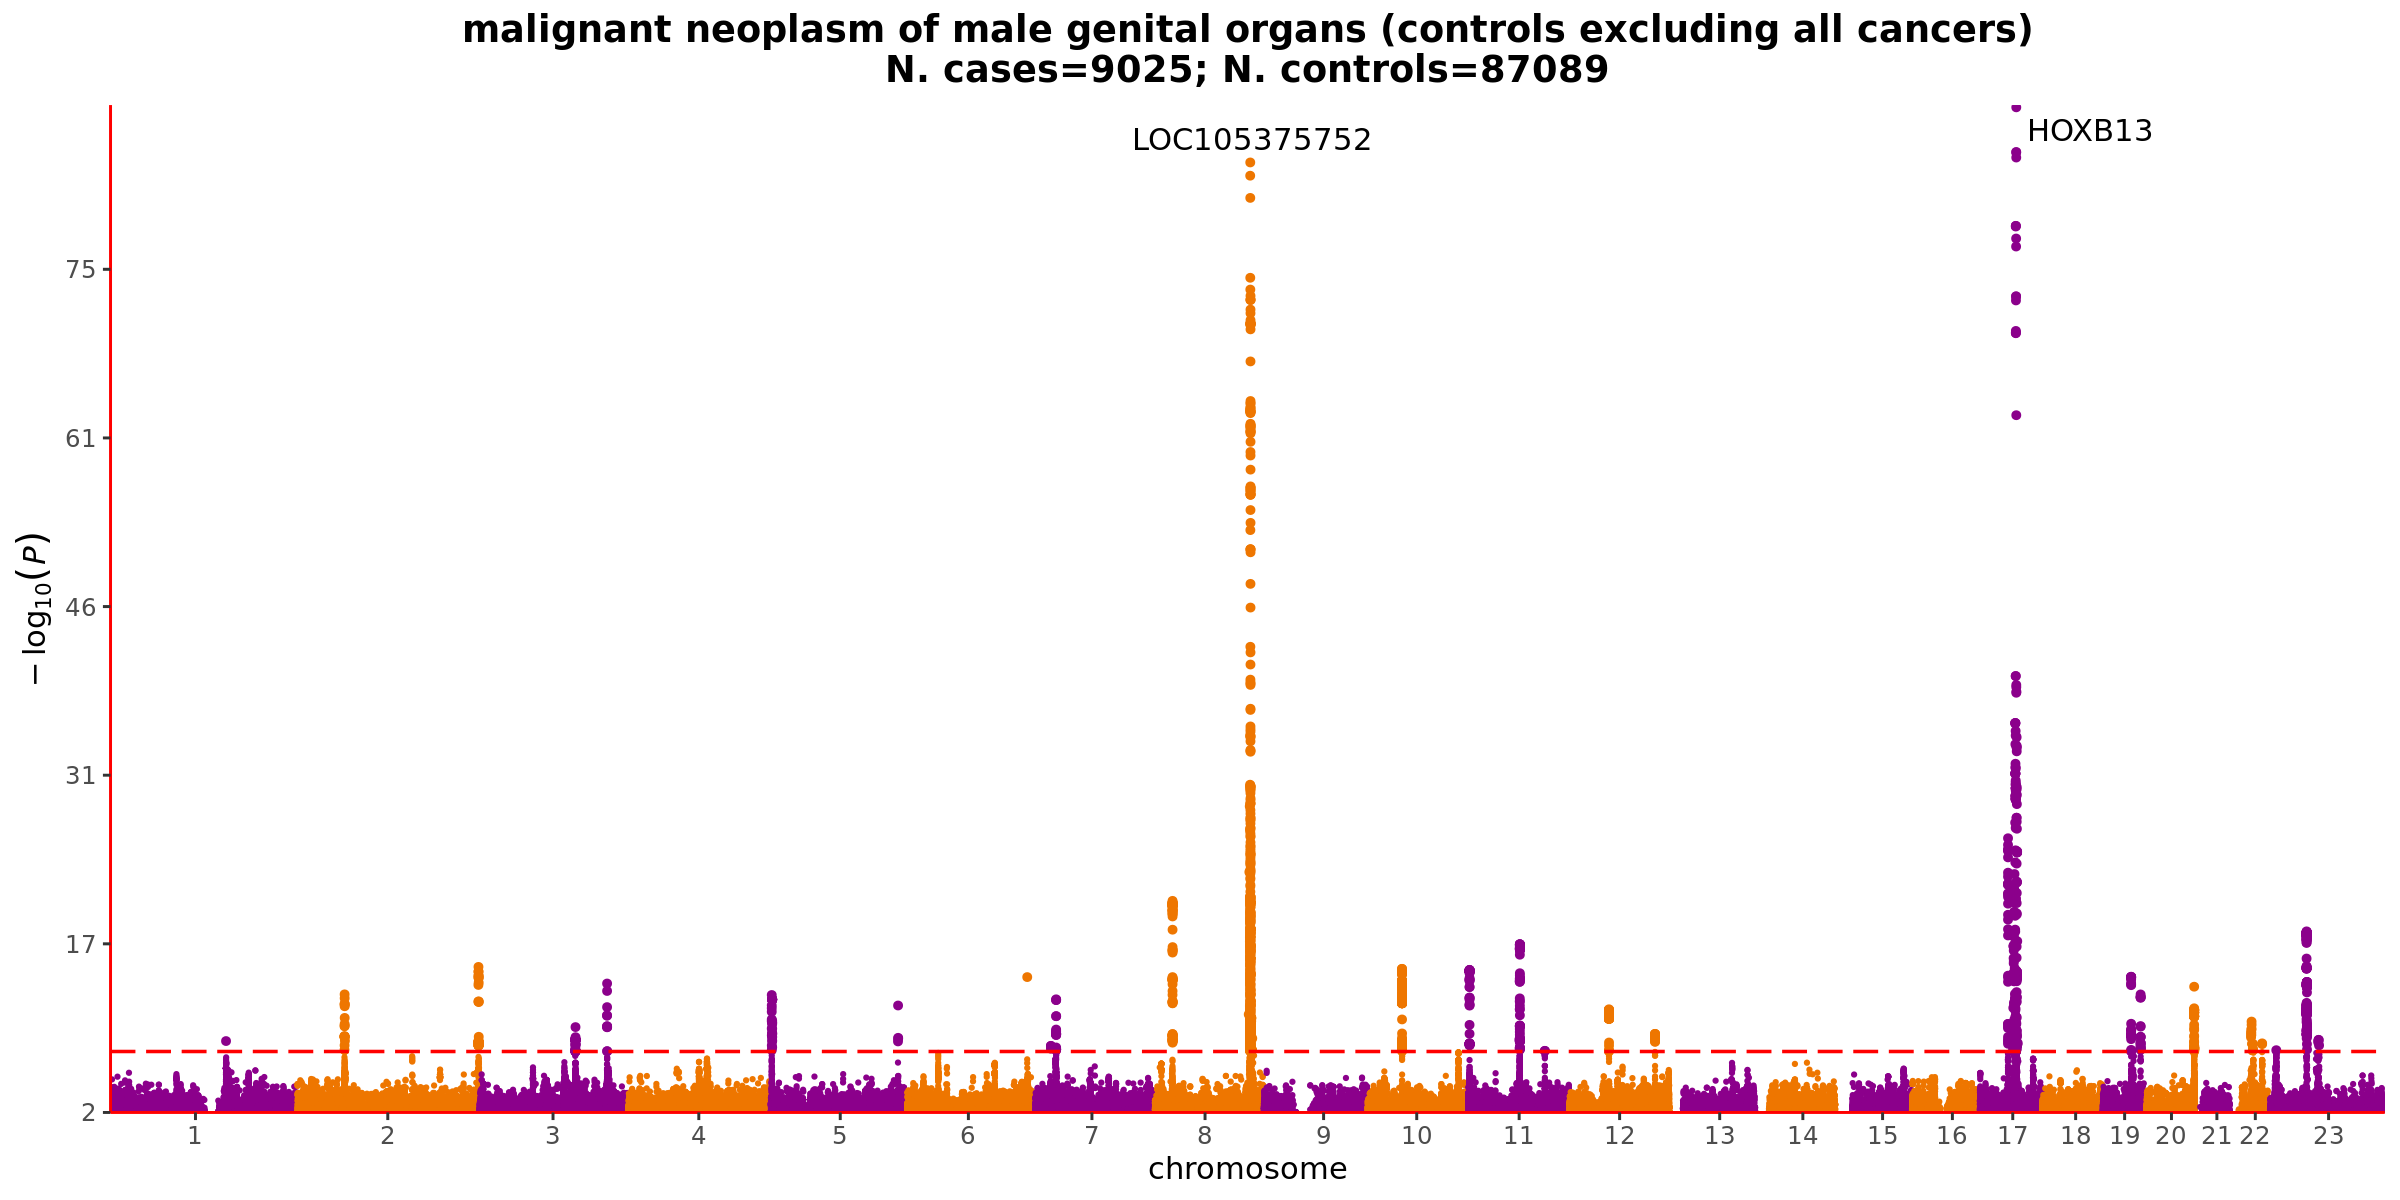 malignant neoplasm of male genital organs (controls excluding all cancers)
N. cases=9025; N. controls=87089
LOC105375752
HOXB13
75
61
46
31
17
2
− log10(P)
1 2 3 4 5 6 7 8 9 10 11 12 13 14 15 16 17 18 19 20 21 22 23
chromosome